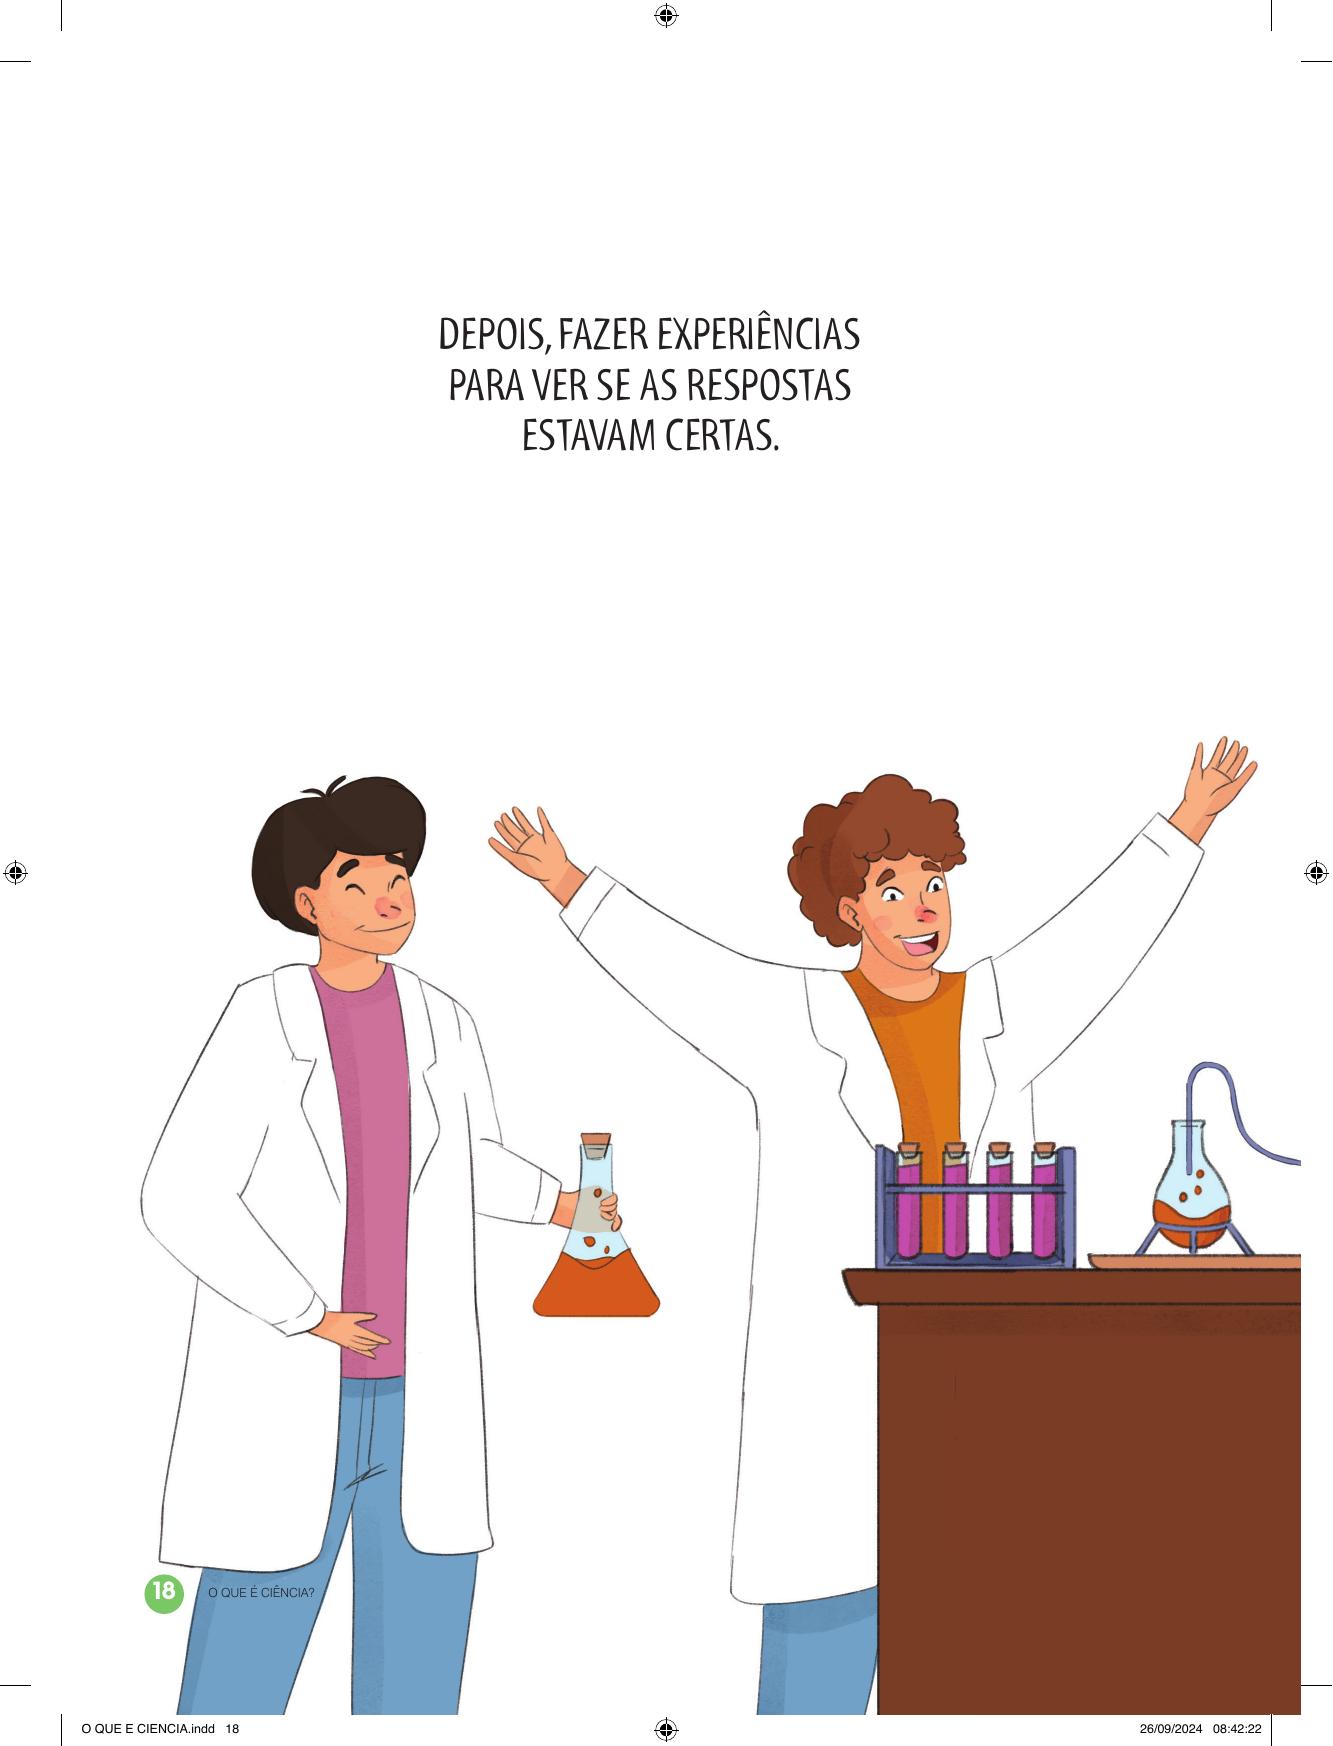 DEPOIS, FAZER EXPERIÊNCIAS
PARA VER SE AS RESPOSTAS
ESTAVAM CERTAS.
18 O QUE É CIÊNCIA?
O QUE E CIENCIA.indd 18 26/09/2024 08:42:22